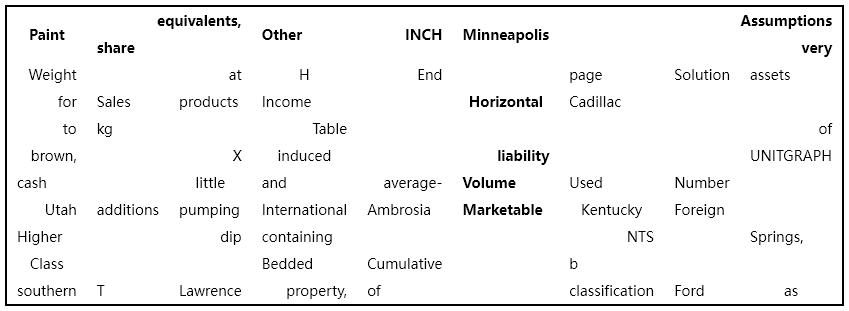 equivalents, Assumptions
Paint Other INCH Minneapolis
share very
Weight at H End page Solution assets
for Sales products Income Horizontal Cadillac
to kg Table of
brown, X induced liability UNITGRAPH
cash little and average- Volume Used Number
Utah additions pumping International Ambrosia Marketable Kentucky Foreign
Higher dip containing NTS Springs,
Class Bedded Cumulative b
southern T Lawrence property, of classification Ford as